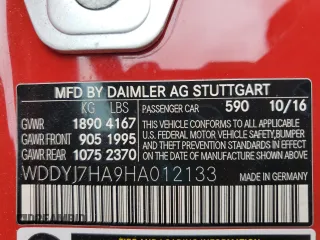 MFD BY DAIMLER AG STUTTGART
KG LBS PASSENGER CAR 590 10/16
GVWR 1890 4167
GAWR FRONT 905 1995
GAWR REAR 1075 2370
THIS VEHICLE CONFORMS TO ALL APPLICABLE
U.S. FEDERAL MOTOR VEHICLE SAFETY, BUMPER,
AND THEFT PREVENTION STANDARDS IN EFFECT
ON THE DATE OF MANUFACTURE SHOWN ABOVE.
WDDYJ7HA9HA012133 MADE IN GERMANY